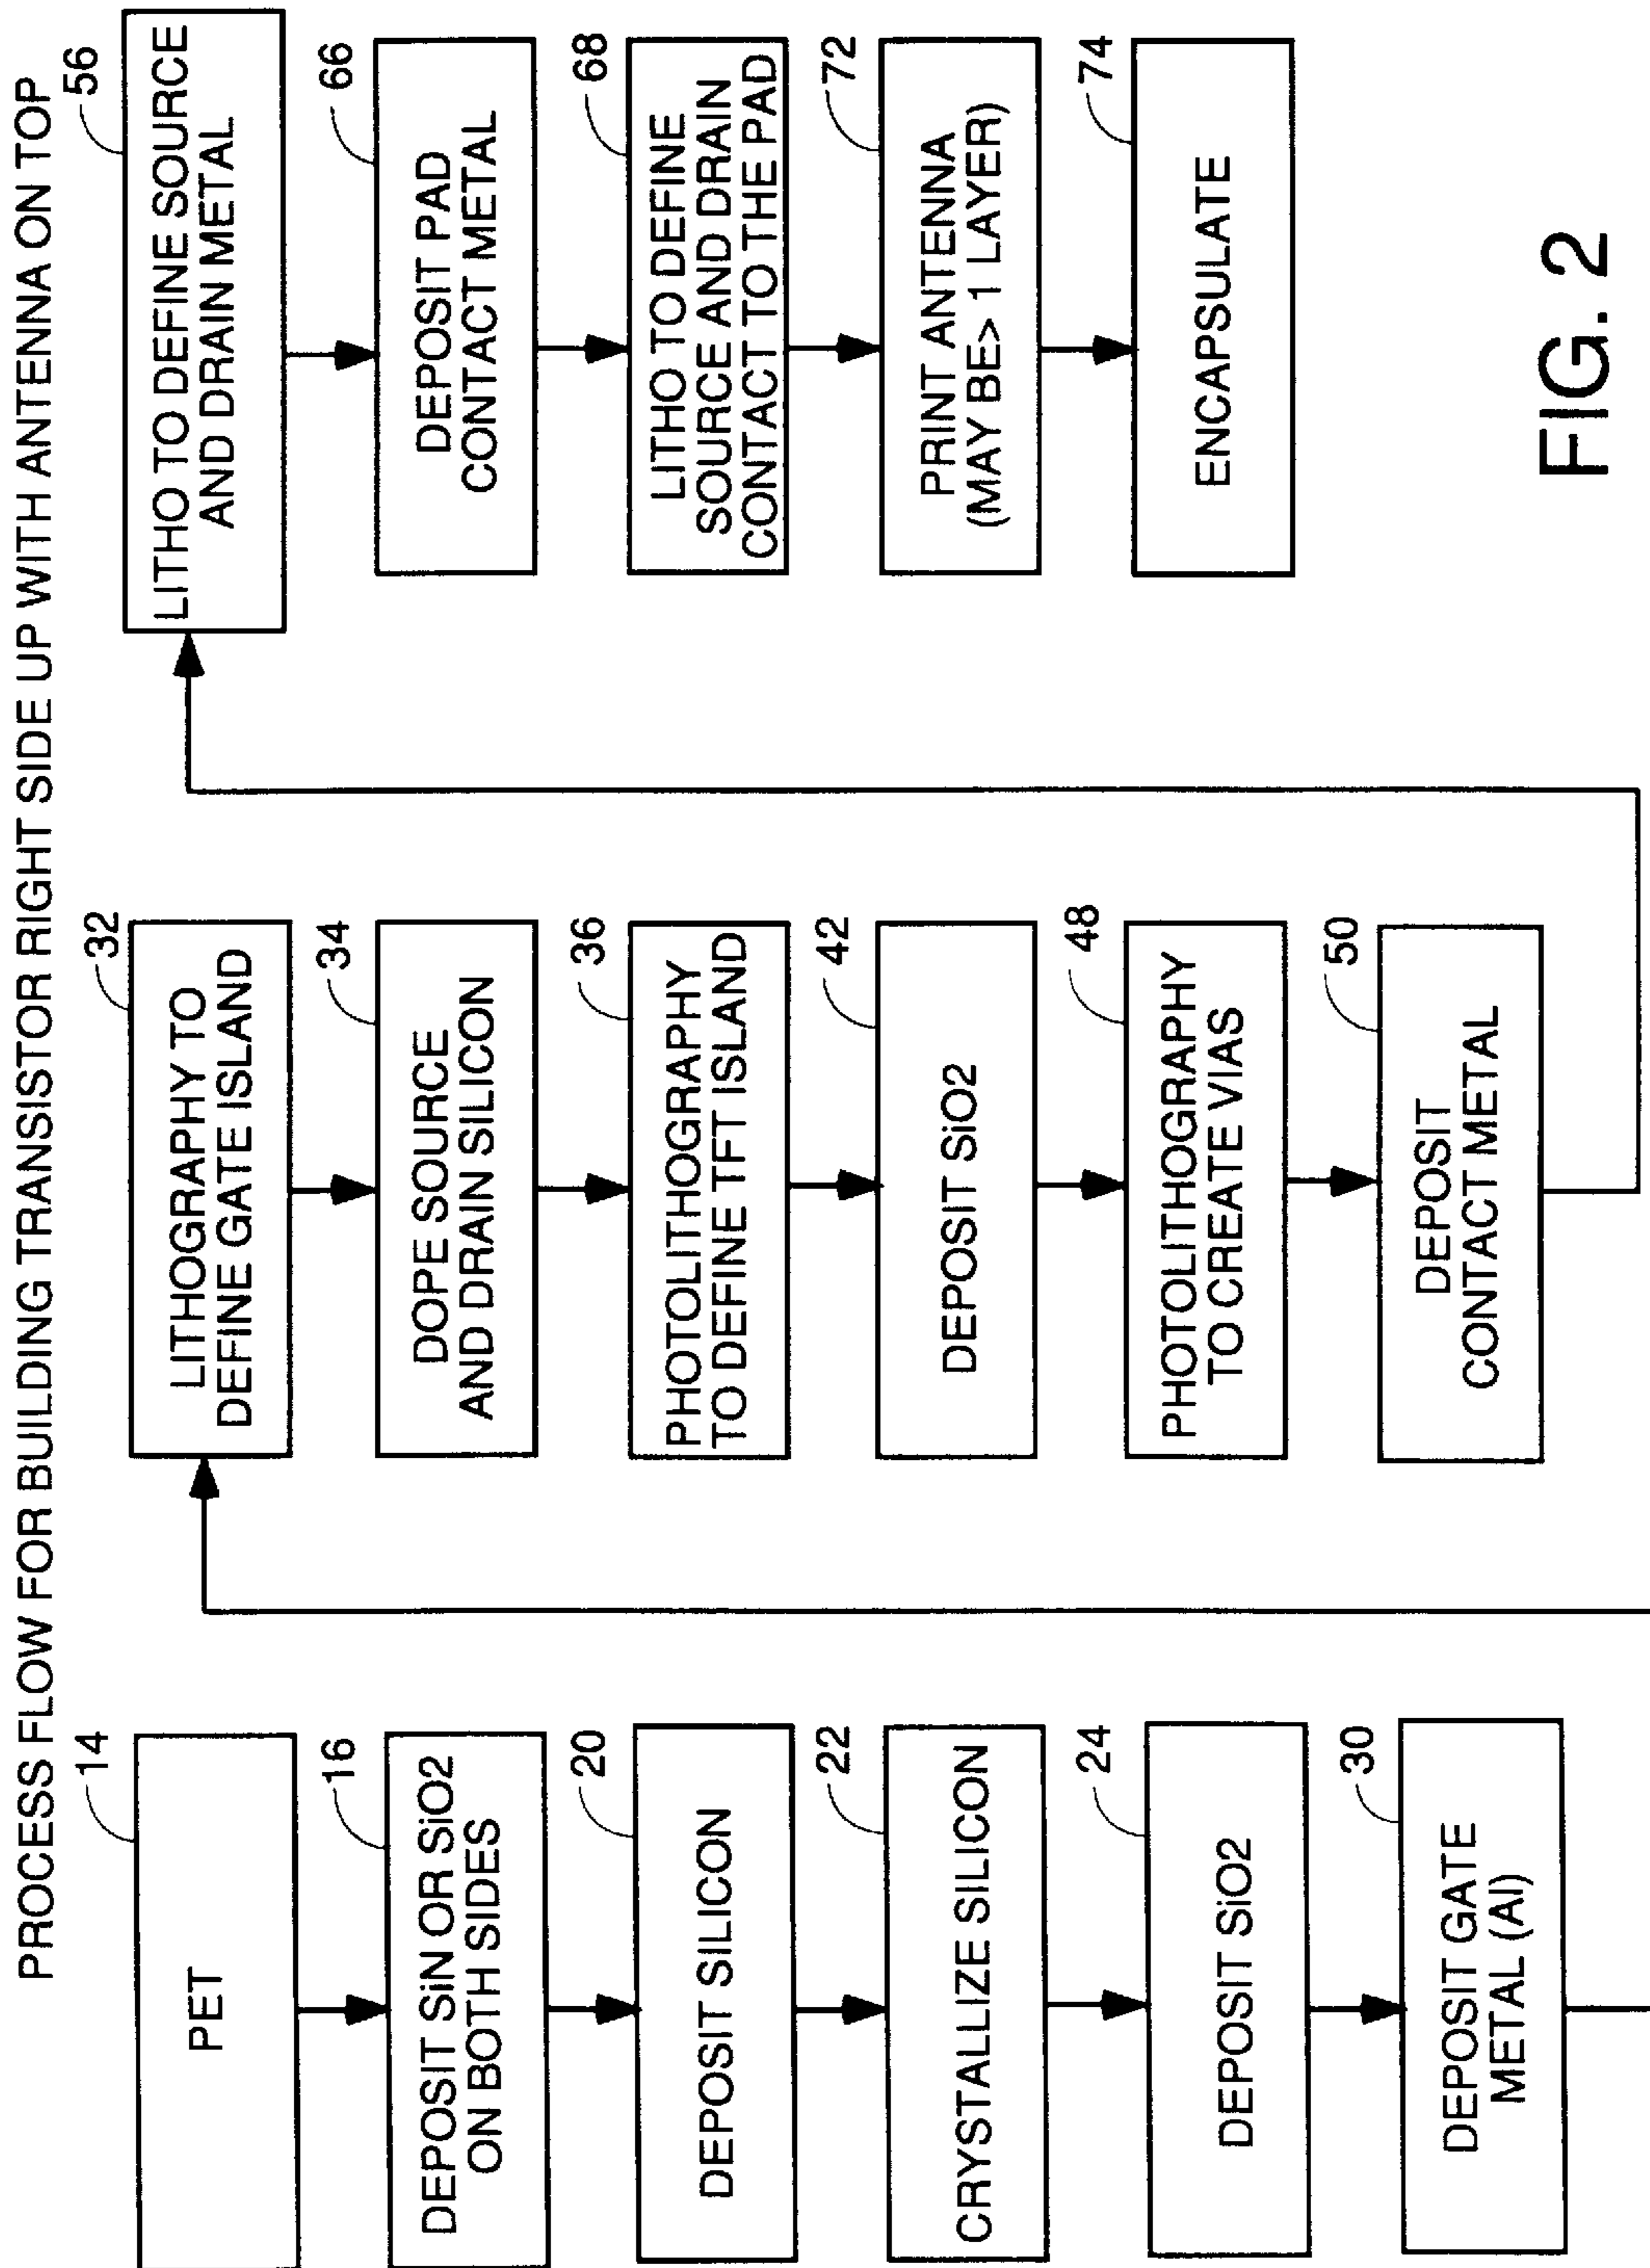 PROCESS FLOW FOR BUILDING TRANSISTOR RIGHT SIDE UP WITH ANTENNA ON TOP
14
PET
16
DEPOSIT SiN OR SiO2
ON BOTH SIDES
20
DEPOSIT SILICON
22
CRYSTALLIZE SILICON
24
DEPOSIT SiO2
30
DEPOSIT GATE
METAL (Al)
32
LITHOGRAPHY TO
DEFINE GATE ISLAND
34
DOPE SOURCE
AND DRAIN SILICON
36
PHOTOLITHOGRAPHY
TO DEFINE TFT ISLAND
42
DEPOSIT SiO2
48
PHOTOLITHOGRAPHY
TO CREATE VIAS
50
DEPOSIT
CONTACT METAL
56
LITHO TO DEFINE SOURCE
AND DRAIN METAL
66
DEPOSIT PAD
CONTACT METAL
68
LITHO TO DEFINE
SOURCE AND DRAIN
CONTACT TO THE PAD
72
PRINT ANTENNA
(MAY BE> 1 LAYER)
74
ENCAPSULATE
FIG. 2